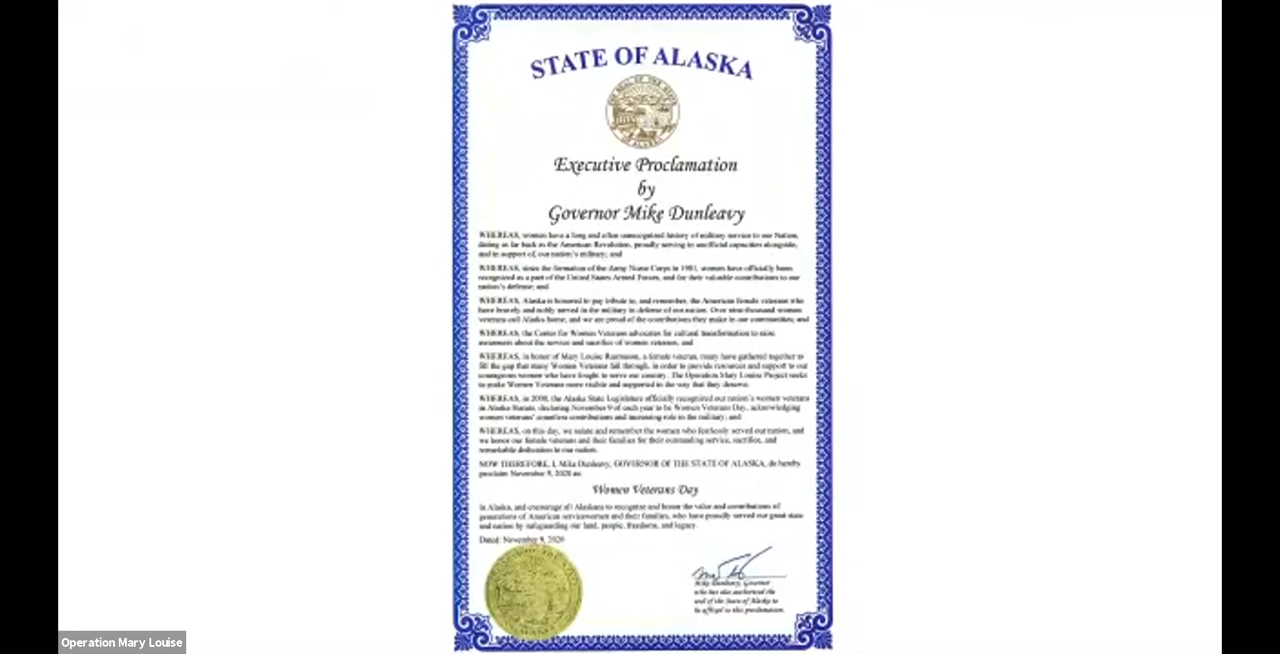 STATE OF ALASKA
Executive Proclamation
by
Governor Mike Dunleavy
WHEREAS, women have a long and often unrecognized history of military service to our Nation,
dating as far back as the American Revolution, proudly serving in unofficial capacities alongside,
and in support of, our nation's military; and
WHEREAS, since the formation of the Army Nurse Corps in 1901, women have officially been
recognized as a part of the United States Armed Forces, and for their valuable contributions to our
nation's defense; and
WHEREAS, Alaska is honored to pay tribute to, and remember, the American female veterans who
have bravely and nobly served in the military in defense of our nation. Over nine thousand women
veterans call Alaska home, and we are proud of the contributions they make in our communities; and
WHEREAS, the Center for Women Veterans advocates for cultural transformation to raise
awareness about the service and sacrifice of women veterans, and
WHEREAS, in honor of Mary Louise Rasmuson, a female veteran, many have gathered together to
fill the gap that many Women Veterans fall through, in order to provide resources and support to our
courageous women who have fought to serve our country. The Operation Mary Louise Project seeks
to make Women Veterans more visible and supported in the way that they deserve.
WHEREAS, in the Alaska State Legislature officially recognized our nation's women veterans
in Alaska Statute, declaring November 9 of each year to be Women Veterans Day, acknowledging
women veterans' countless contributions and increasing role in the military; and
WHEREAS, on this day, we salute and remember the women who fearlessly served our nation, and
we honor our female veterans and their families for their outstanding service, sacrifice, and
remarkable dedication to our nation.
NOW THEREFORE, I, Mike Dunleavy, GOVERNOR OF THE STATE OF ALASKA, do hereby
proclaim November 9, 2020 as:
Women Veterans Day
in Alaska, and encourage all Alaskans to recognize and honor the value and contributions of
generations of American servicewomen and their families, who have proudly served our great state
and nation by safeguarding our land, people, freedoms, and legacy.
Dated: November 9, 2020
Mike Dunleavy, Governor
who has also authorized the
seal of the State of Alaska to
be affixed to this proclamation.
Operation Mary Louise